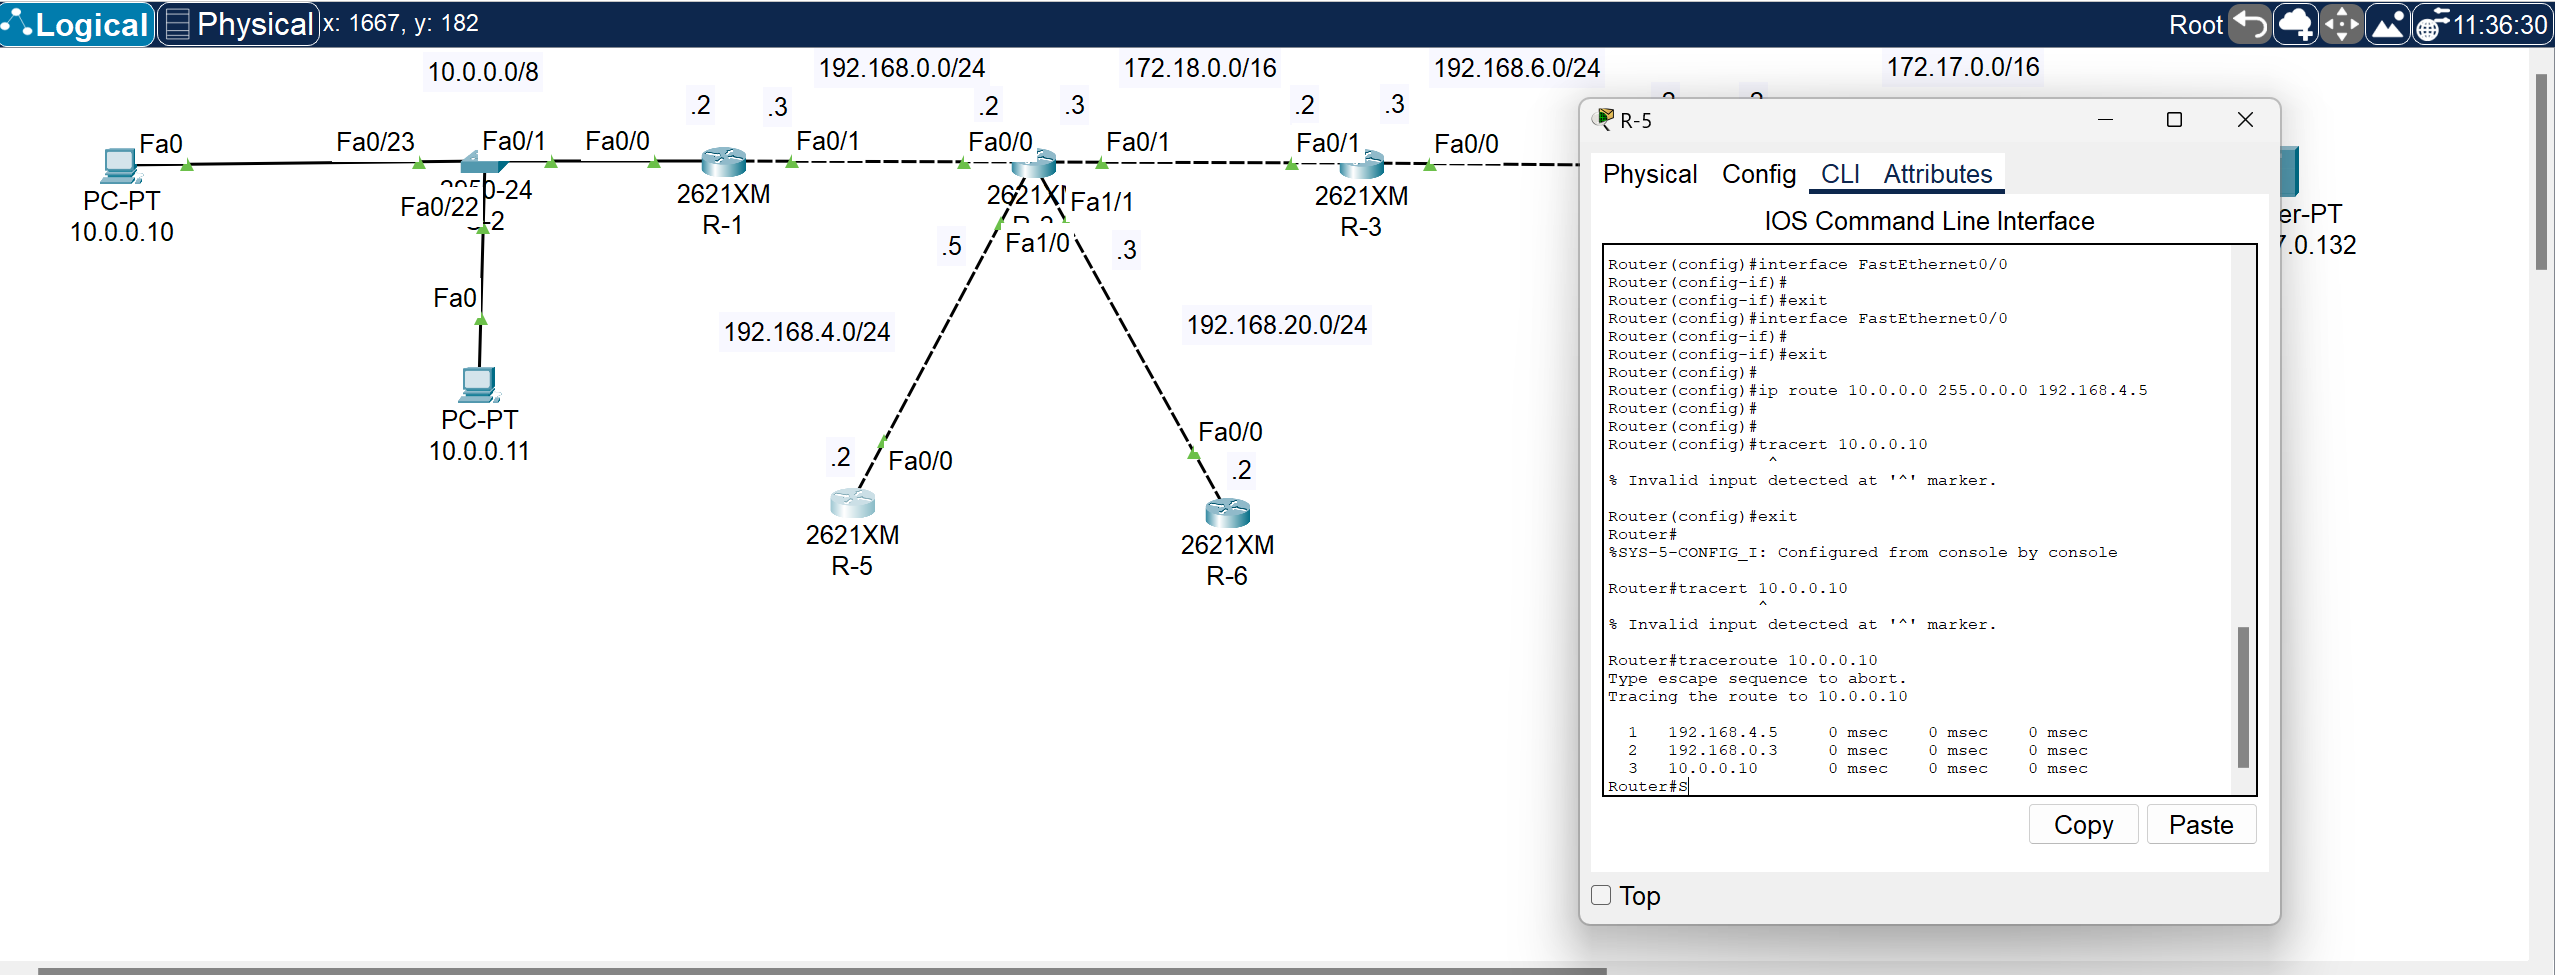 Logical
Physical
x: 1667, y: 182
Root
11:36:30
10.0.0.0/8
192.168.0.0/24
172.18.0.0/16
192.168.6.0/24
172.17.0.0/16
.2
.3
.2
.3
.2
.3
Fa0
Fa0/23
Fa0/1
Fa0/0
Fa0/1
Fa0/0
Fa0/1
Fa0/1
Fa0/0
PC-PT
10.0.0.10
Fa0/22
2621XM
R-1
Fa1/1
Fa1/0
2621XM
R-3
.5
.3
Fa0
192.168.4.0/24
192.168.20.0/24
PC-PT
10.0.0.11
.2
Fa0/0
Fa0/0
.2
2621XM
R-5
2621XM
R-6
er-PT
7.0.132
R-5
Physical Config CLI Attributes
IOS Command Line Interface
Router(config)#interface FastEthernet0/0
Router(config-if)#
Router(config-if)#exit
Router(config)#interface FastEthernet0/0
Router(config-if)#
Router(config-if)#exit
Router(config)#
Router(config)#ip route 10.0.0.0 255.0.0.0 192.168.4.5
Router(config)#
Router(config)#
Router(config)#tracert 10.0.0.10
^
% Invalid input detected at '^' marker.
Router(config)#exit
Router#
%SYS-5-CONFIG_I: Configured from console by console
Router#tracert 10.0.0.10
^
% Invalid input detected at '^' marker.
Router#traceroute 10.0.0.10
Type escape sequence to abort.
Tracing the route to 10.0.0.10
1 192.168.4.5 0 msec 0 msec 0 msec
2 192.168.0.3 0 msec 0 msec 0 msec
3 10.0.0.10 0 msec 0 msec 0 msec
Router#S
Copy
Paste
Top